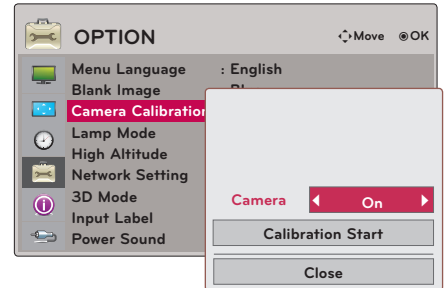 OPTION
Move ◉OK
Menu Language : English
Blank Image
Camera Calibration
Lamp Mode
High Altitude
Network Setting
3D Mode
Input Label
Power Sound
Camera On
Calibration Start
Close